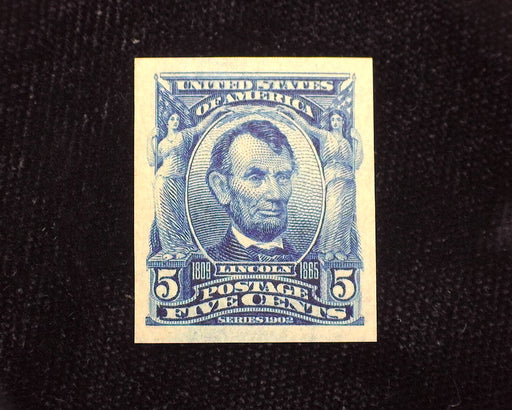 UNITED STATES
OF AMERICA
1809 LINCOLN 1865
5 POSTAGE 5
FIVE CENTS
SERIES 1902